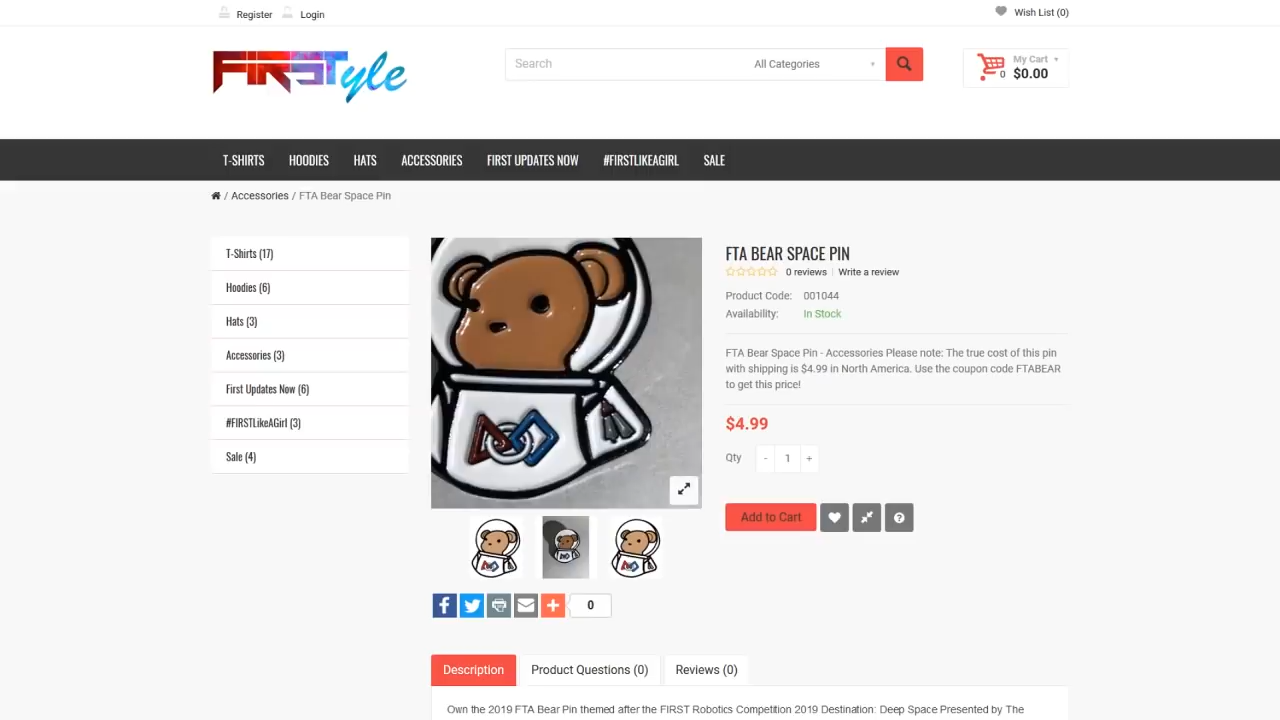 Register
Login
Wish List (0)
FIRSTyle
Search
All Categories
My Cart
0
$0.00
T-SHIRTS
HOODIES
HATS
ACCESSORIES
FIRST UPDATES NOW
#FIRSTLIKEAGIRL
SALE
/ Accessories / FTA Bear Space Pin
T-Shirts (17)
Hoodies (6)
Hats (3)
Accessories (3)
First Updates Now (6)
#FIRSTLikeAGirl (3)
Sale (4)
FTA BEAR SPACE PIN
0 reviews | Write a review
Product Code: 001044
Availability: In Stock
FTA Bear Space Pin - Accessories Please note: The true cost of this pin
with shipping is $4.99 in North America. Use the coupon code FTABEAR
to get this price!
$4.99
Qty - 1 +
Add to Cart
0
Description
Product Questions (0)
Reviews (0)
Own the 2019 FTA Bear Pin themed after the FIRST Robotics Competition 2019 Destination: Deep Space Presented by The